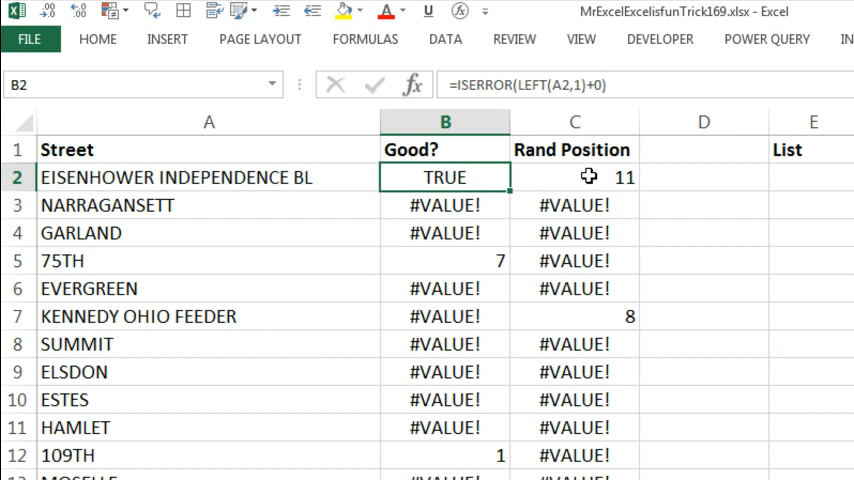 MrExcelExcelisfunTrick169.xlsx - Excel
FILE HOME INSERT PAGE LAYOUT FORMULAS DATA REVIEW VIEW DEVELOPER POWER QUERY IN
B2 fx =ISERROR(LEFT(A2,1)+0)
A B C D E
1 Street Good? Rand Position List
2 EISENHOWER INDEPENDENCE BL TRUE 11
3 NARRAGANSETT #VALUE! #VALUE!
4 GARLAND #VALUE! #VALUE!
5 75TH 7 #VALUE!
6 EVERGREEN #VALUE! #VALUE!
7 KENNEDY OHIO FEEDER #VALUE! 8
8 SUMMIT #VALUE! #VALUE!
9 ELSDON #VALUE! #VALUE!
10 ESTES #VALUE! #VALUE!
11 HAMLET #VALUE! #VALUE!
12 109TH 1 #VALUE!
MOSELLE #VALUE! #VALUE!